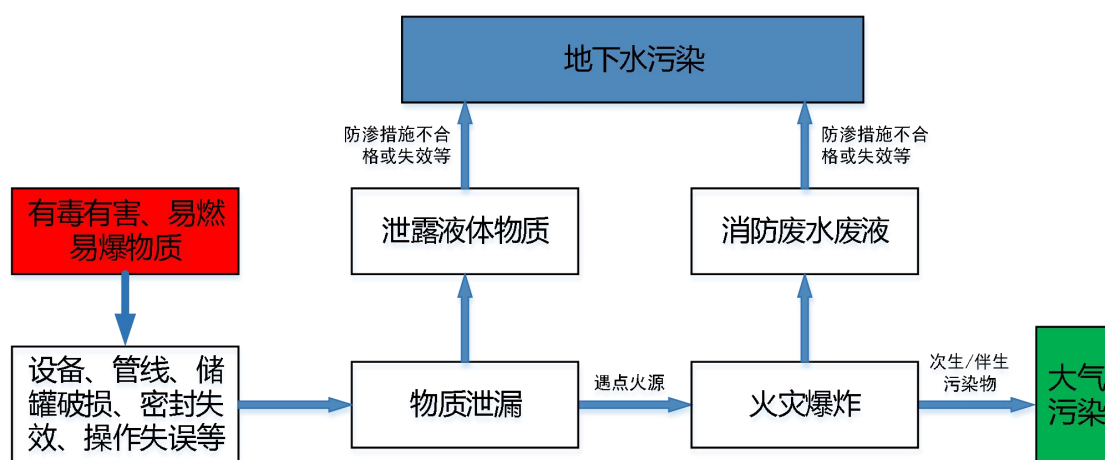 地下水污染
防渗措施不合
格或失效等
防渗措施不合
格或失效等
有毒有害、易燃
易爆物质
泄露液体物质
消防废水废液
设备、管线、储
罐破损、密封失
效、操作失误等
物质泄漏
遇点火源
火灾爆炸
次生/伴生
污染物
大气
污染